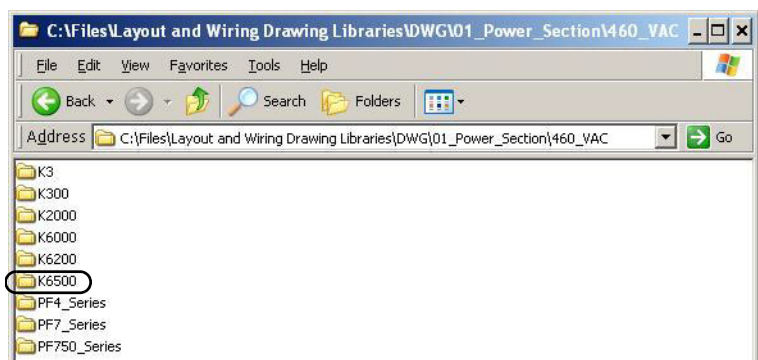 C:\Files\Layout and Wiring Drawing Libraries\DWG\01_Power_Section\460_VAC
File Edit View Favorites Tools Help
Back Search Folders
Address C:\Files\Layout and Wiring Drawing Libraries\DWG\01_Power_Section\460_VAC Go
K3
K300
K2000
K6000
K6200
K6500
PF4_Series
PF7_Series
PF750_Series